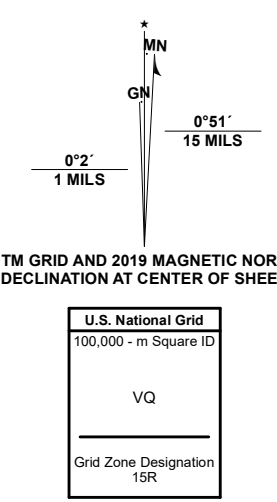 ★
MN
GN
0°51´
15 MILS
0°2´
1 MILS
TM GRID AND 2019 MAGNETIC NOR
DECLINATION AT CENTER OF SHEE
U.S. National Grid
100,000 - m Square ID
VQ
Grid Zone Designation
15R